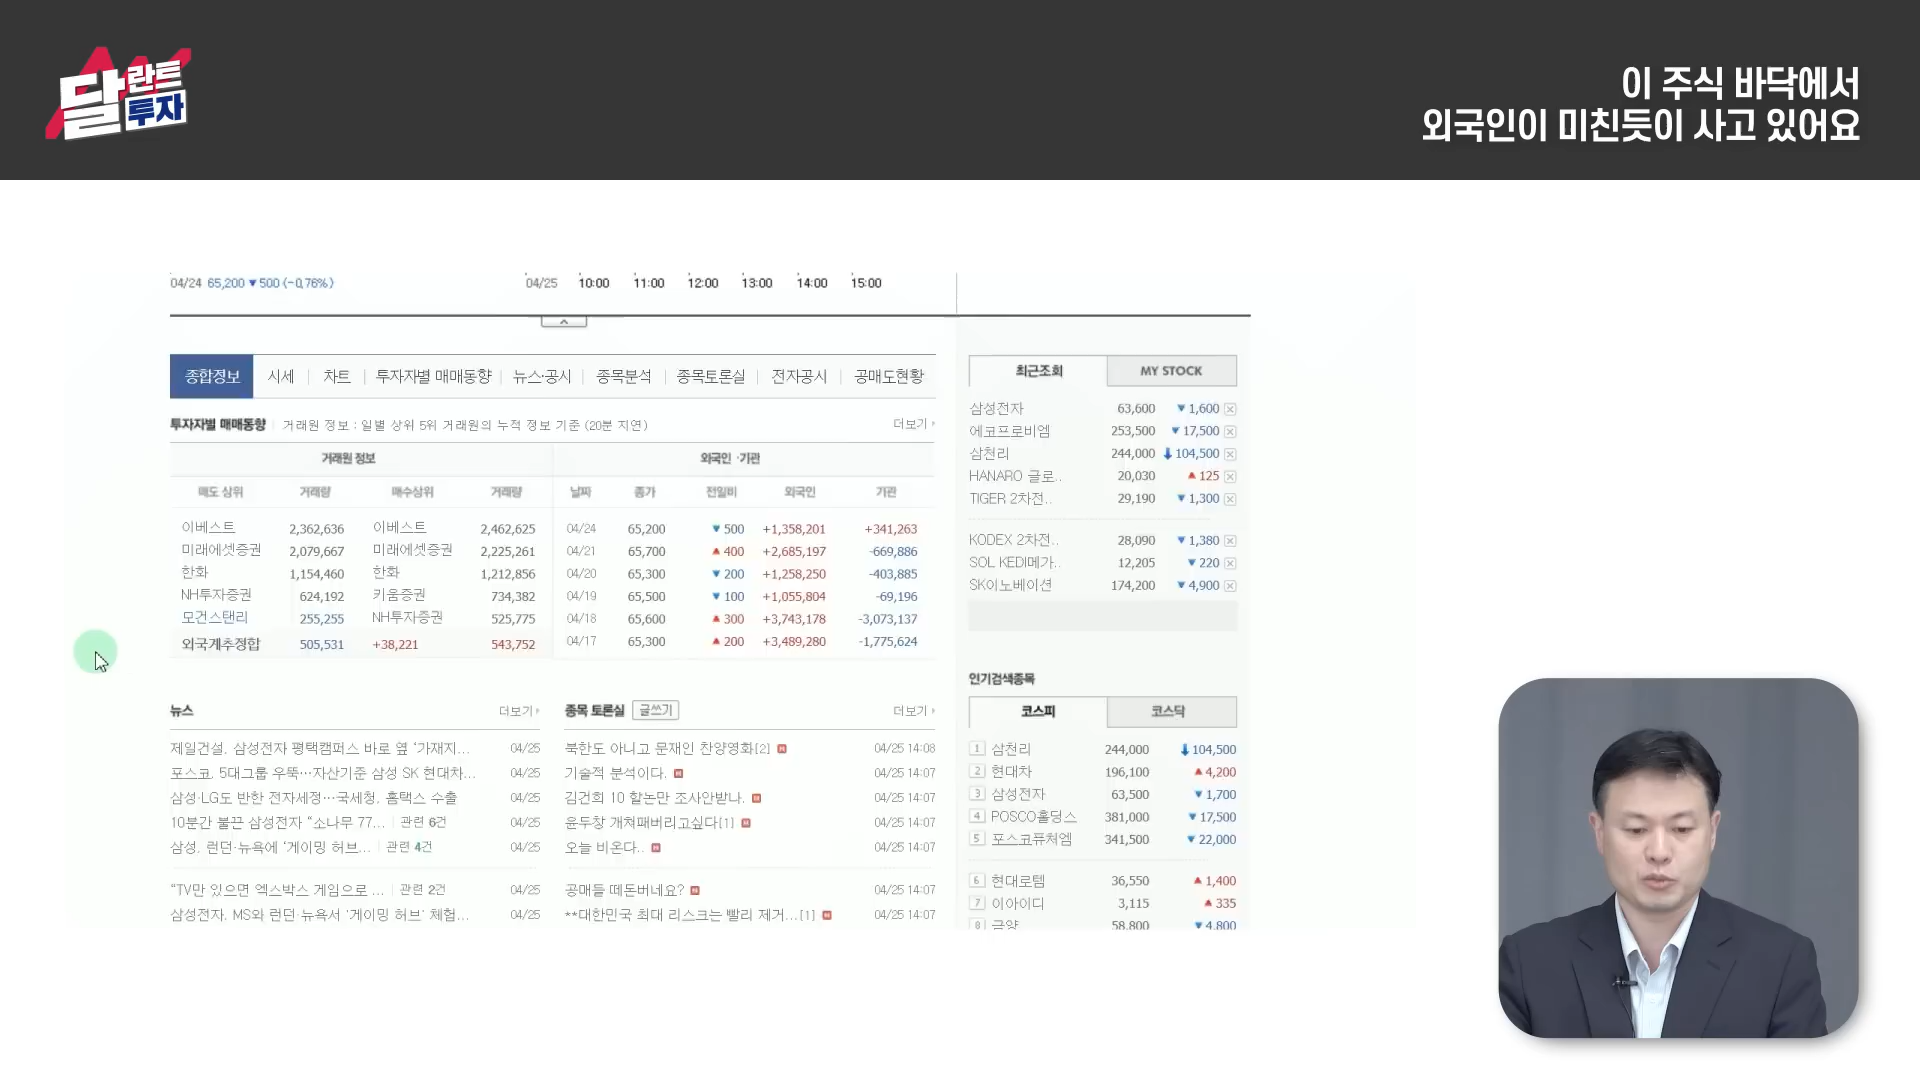 달란트
투자
이 주식 바닥에서
외국인이 미친듯이 사고 있어요
04/24 65,200 ▼500 (-0.76%)
04/25 10:00 11:00 12:00 13:00 14:00 15:00
종합정보 시세 차트 투자자별 매매동향 뉴스·공시 종목분석 종목토론실 전자공시 공매도현황
투자자별 매매동향 거래원 정보 : 일별 상위 5위 거래원의 누적 정보 기준 (20분 지연) 더보기
거래원 정보 외국인·기관
매도 상위 거래량 매수상위 거래량 날짜 종가 전일비 외국인 기관
이베스트 2,362,636 이베스트 2,462,625 04/24 65,200 ▼500 +1,358,201 +341,263
미래에셋증권 2,079,667 미래에셋증권 2,225,261 04/21 65,700 ▲400 +2,685,197 -669,886
한화 1,154,460 한화 1,212,856 04/20 65,300 ▼200 +1,258,250 -403,885
NH투자증권 624,192 키움증권 734,382 04/19 65,500 ▼100 +1,055,804 -69,196
모건스탠리 255,255 NH투자증권 525,775 04/18 65,600 ▲300 +3,743,178 -3,073,137
외국계추정합 505,531 +38,221 543,752 04/17 65,300 ▲200 +3,489,280 -1,775,624
뉴스 더보기
제일건설, 삼성전자 평택캠퍼스 바로 옆 '가재지... 04/25
포스코, 5대그룹 우뚝…자산기준 삼성 SK 현대차... 04/25
삼성·LG도 반한 전자세정…국세청, 홈택스 수출 04/25
10분간 불끈 삼성전자 "소나무 77... 관련 6건 04/25
삼성, 런던·뉴욕에 '게이밍 허브... 관련 4건 04/25
"TV만 있으면 엑스박스 게임으로 ... 관련 2건 04/25
삼성전자, MS와 런던·뉴욕서 '게이밍 허브' 체험... 04/25
종목 토론실 글쓰기 더보기
북한도 아니고 문재인 찬양영화[2] N 04/25 14:08
기술적 분석이다. N 04/25 14:07
김건희 10 할논만 조사안받나. N 04/25 14:07
윤두창 개쳐패버리고싶다[1] N 04/25 14:07
오늘 비온다.. N 04/25 14:07
공매들 떼돈버네요? N 04/25 14:07
**대한민국 최대 리스크는 빨리 제거...[1] N 04/25 14:07
최근조회 MY STOCK
삼성전자 63,600 ▼1,600
에코프로비엠 253,500 ▼17,500
삼천리 244,000 ↓104,500
HANARO 글로.. 20,030 ▲125
TIGER 2차전.. 29,190 ▼1,300
KODEX 2차전.. 28,090 ▼1,380
SOL KEDI메가.. 12,205 ▼220
SK이노베이션 174,200 ▼4,900
인기검색종목
코스피 코스닥
1 삼천리 244,000 ↓104,500
2 현대차 196,100 ▲4,200
3 삼성전자 63,500 ▼1,700
4 POSCO홀딩스 381,000 ▼17,500
5 포스코퓨처엠 341,500 ▼22,000
6 현대로템 36,550 ▲1,400
7 이아이디 3,115 ▲335
8 금양 58,800 ▼4,800